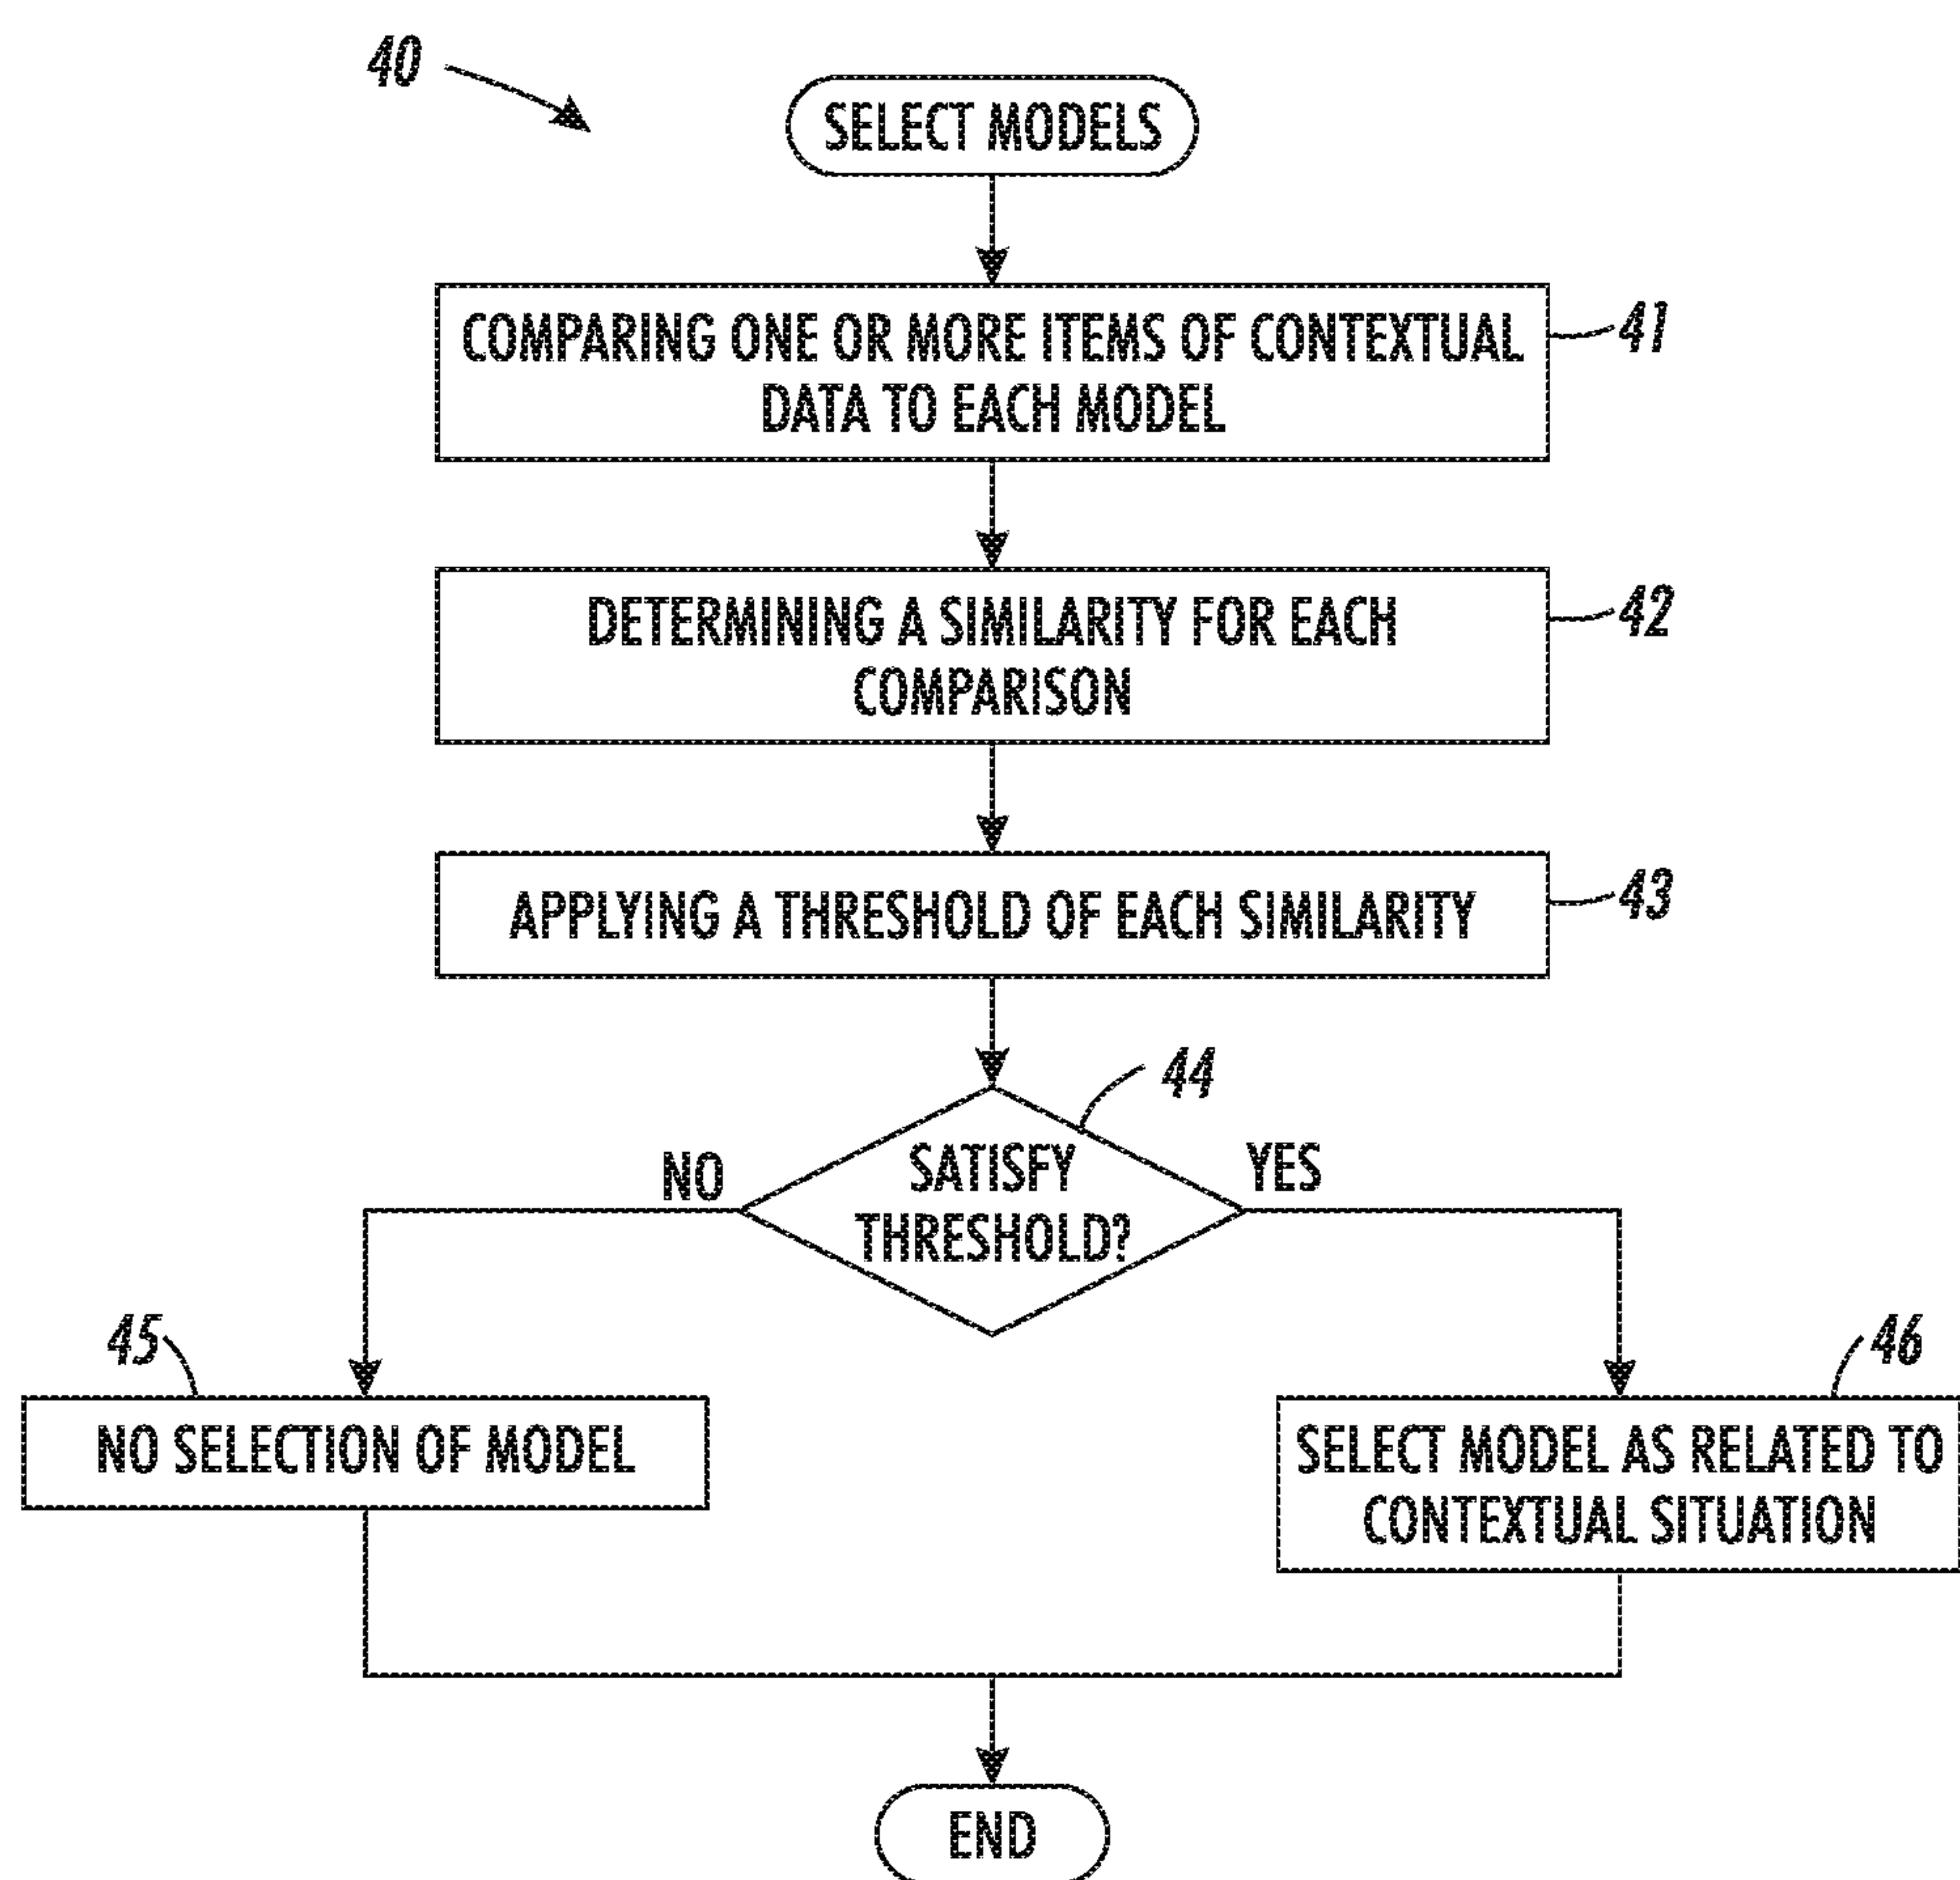 40
SELECT MODELS
COMPARING ONE OR MORE ITEMS OF CONTEXTUAL
DATA TO EACH MODEL
41
DETERMINING A SIMILARITY FOR EACH
COMPARISON
42
APPLYING A THRESHOLD OF EACH SIMILARITY
43
44
SATISFY
THRESHOLD?
NO
YES
45
NO SELECTION OF MODEL
46
SELECT MODEL AS RELATED TO
CONTEXTUAL SITUATION
END